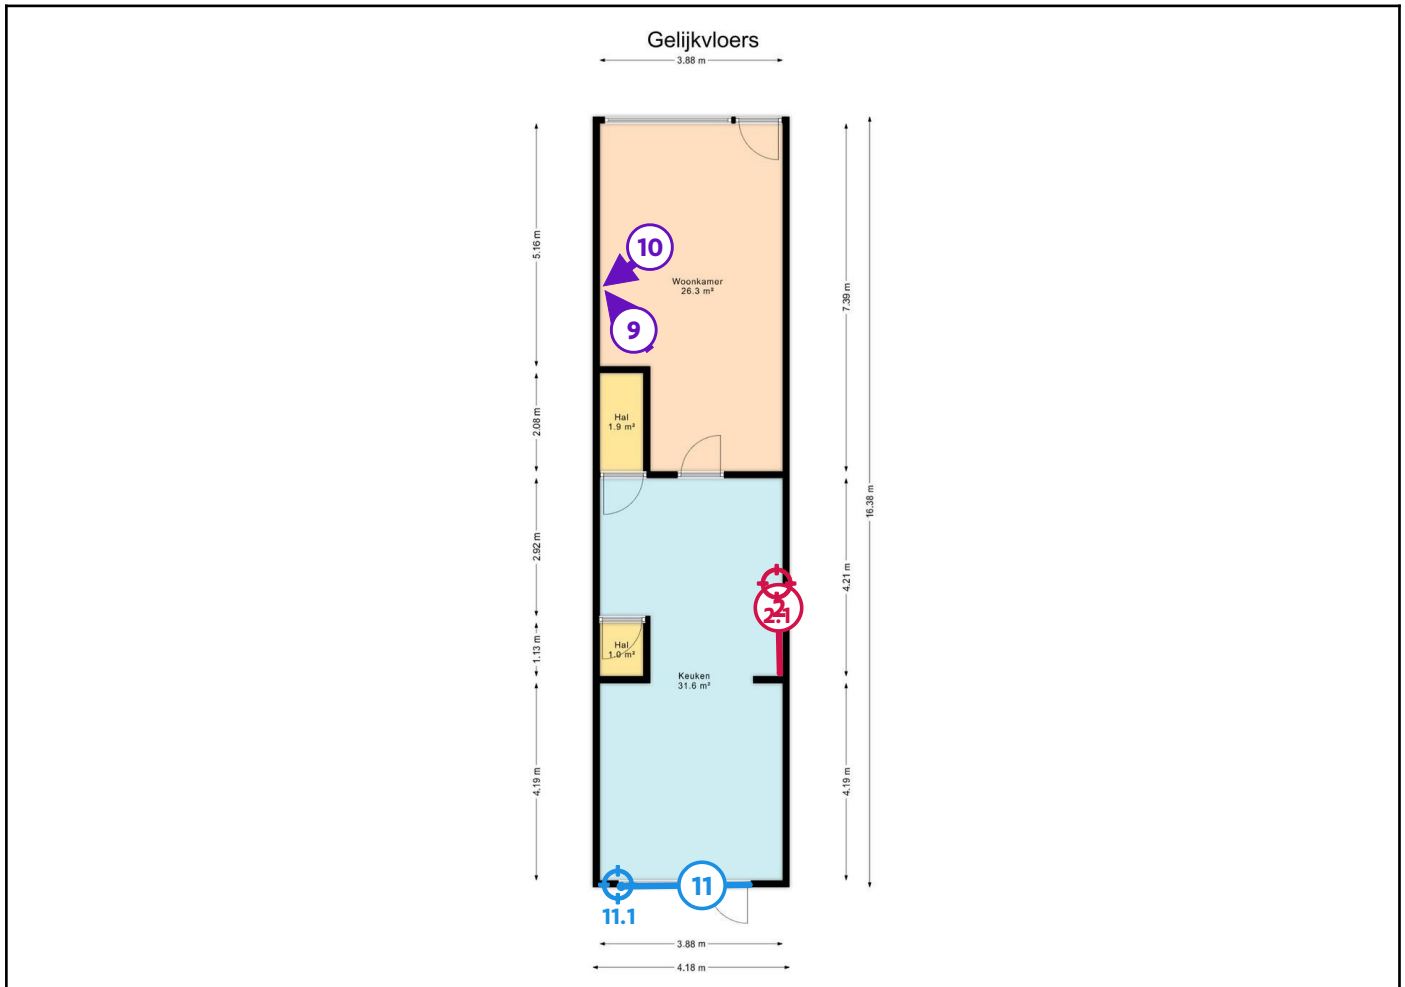 Gelijkvloers
3.88 m
10
5.16 m
Woonkamer
26.3 m²
7.39 m
9
Hal
1.9 m²
2.08 m
16.38 m
2.92 m
4.21 m
2
2.1
Hal
1.0 m²
1.13 m
Keuken
31.6 m²
4.19 m
4.19 m
11
11.1
3.88 m
4.18 m